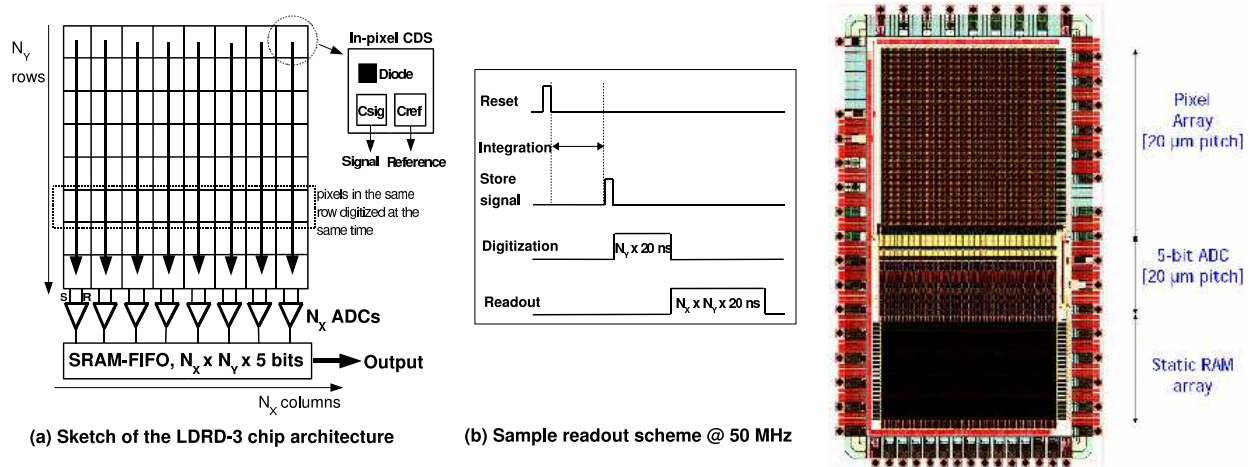 N_Y
rows
In-pixel CDS
Diode
Csig
Cref
Signal
Reference
pixels in the same
row digitized at the
same time
S
R
N_X ADCs
SRAM-FIFO, N_X x N_Y x 5 bits
Output
N_X columns
(a) Sketch of the LDRD-3 chip architecture
Reset
Integration
Store
signal
Digitization
N_Y x 20 ns
Readout
N_X x N_Y x 20 ns
(b) Sample readout scheme @ 50 MHz
Pixel
Array
[20 µm pitch]
5-bit ADC
[20 µm pitch]
Static RAM
array